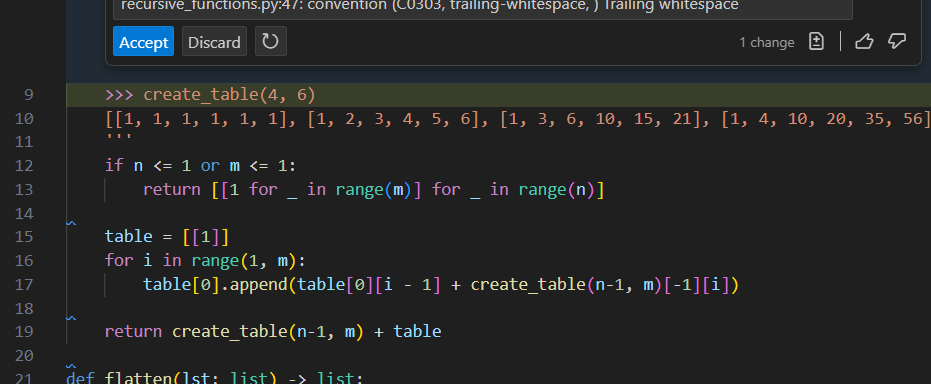 recursive_functions.py:47: convention (C0303, trailing-whitespace, ) Trailing whitespace
Accept Discard 1 change
9 >>> create_table(4, 6)
10 [[1, 1, 1, 1, 1, 1], [1, 2, 3, 4, 5, 6], [1, 3, 6, 10, 15, 21], [1, 4, 10, 20, 35, 56]
11 '''
12 if n <= 1 or m <= 1:
13 return [[1 for _ in range(m)] for _ in range(n)]
14
15 table = [[1]]
16 for i in range(1, m):
17 table[0].append(table[0][i - 1] + create_table(n-1, m)[-1][i])
18
19 return create_table(n-1, m) + table
20
21 def flatten(lst: list) -> list: